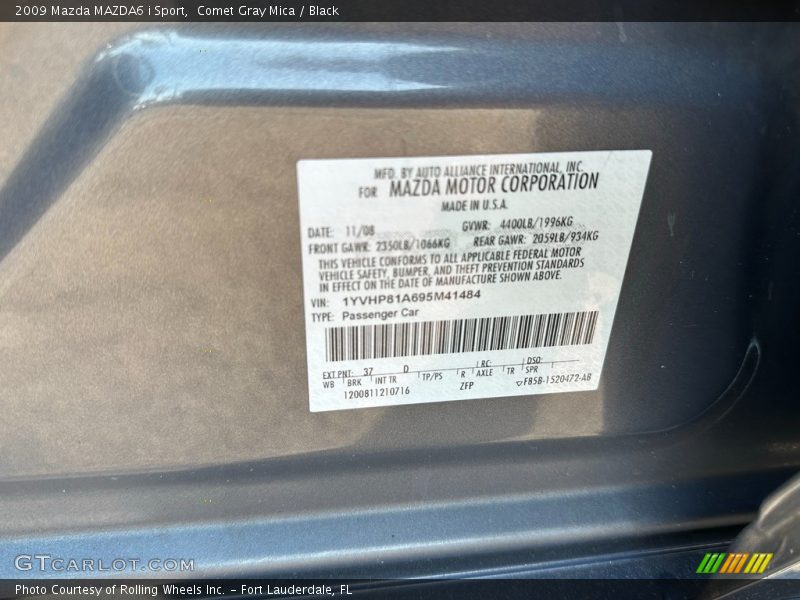 2009 Mazda MAZDA6 i Sport,  Comet Gray Mica / Black
MFD. BY AUTO ALLIANCE INTERNATIONAL, INC.
FOR MAZDA MOTOR CORPORATION
MADE IN U.S.A.
DATE: 11/08 GVWR: 4400LB/1996KG
FRONT GAWR: 2350LB/1066KG REAR GAWR: 2059LB/934KG
THIS VEHICLE CONFORMS TO ALL APPLICABLE FEDERAL MOTOR
VEHICLE SAFETY, BUMPER, AND THEFT PREVENTION STANDARDS
IN EFFECT ON THE DATE OF MANUFACTURE SHOWN ABOVE.
VIN: 1YVHP81A695M41484
TYPE: Passenger Car
EXT PNT: 37 D RC: DSO:
WB BRK INT TR TP/PS R AXLE TR SPR
1200811210716 ZFP F85B-1520472-AB
GTCARLOT.COM
Photo Courtesy of Rolling Wheels Inc. – Fort Lauderdale, FL